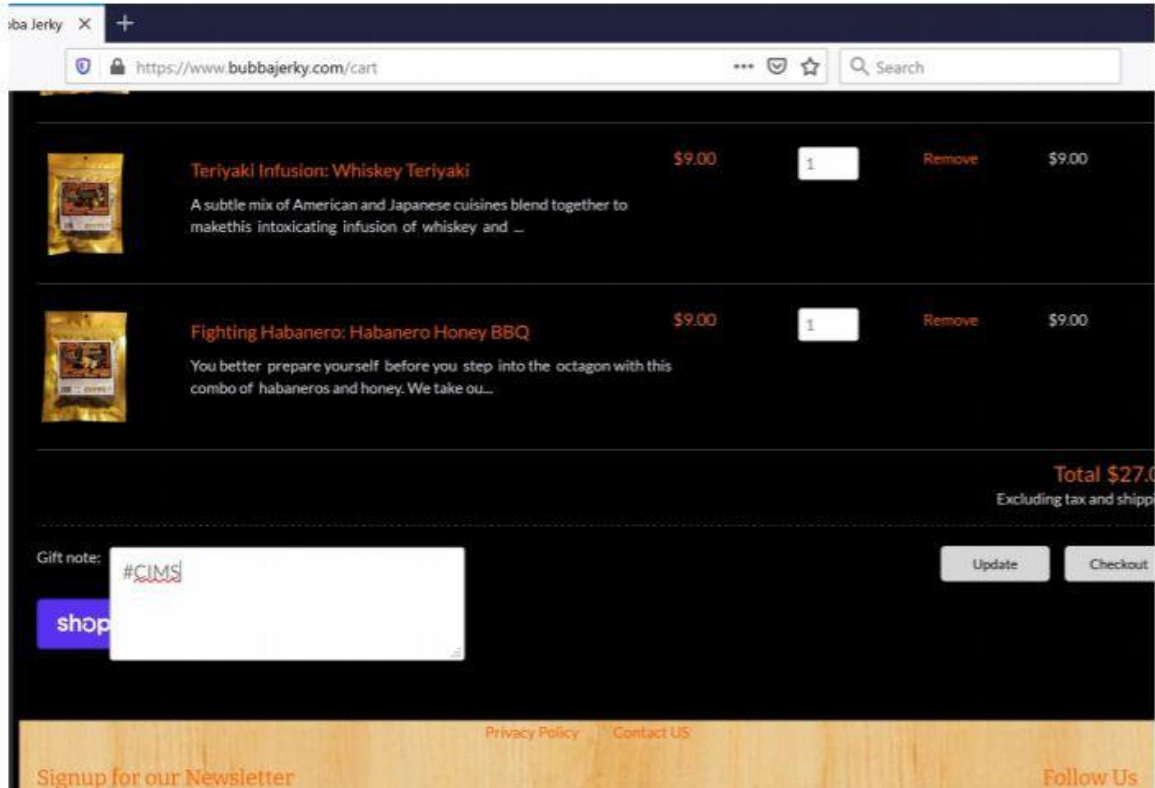 ba Jerky
https://www.bubbajerky.com/cart
Search
Teriyaki Infusion: Whiskey Teriyaki
$9.00
1
Remove
$9.00
A subtle mix of American and Japanese cuisines blend together to
makethis intoxicating infusion of whiskey and ...
Fighting Habanero: Habanero Honey BBQ
$9.00
1
Remove
$9.00
You better prepare yourself before you step into the octagon with this
combo of habaneros and honey. We take ou...
Total $27.0
Excluding tax and shippi
Gift note:
#CIMS
Update
Checkout
shop
Privacy Policy
Contact US
Signup for our Newsletter
Follow Us